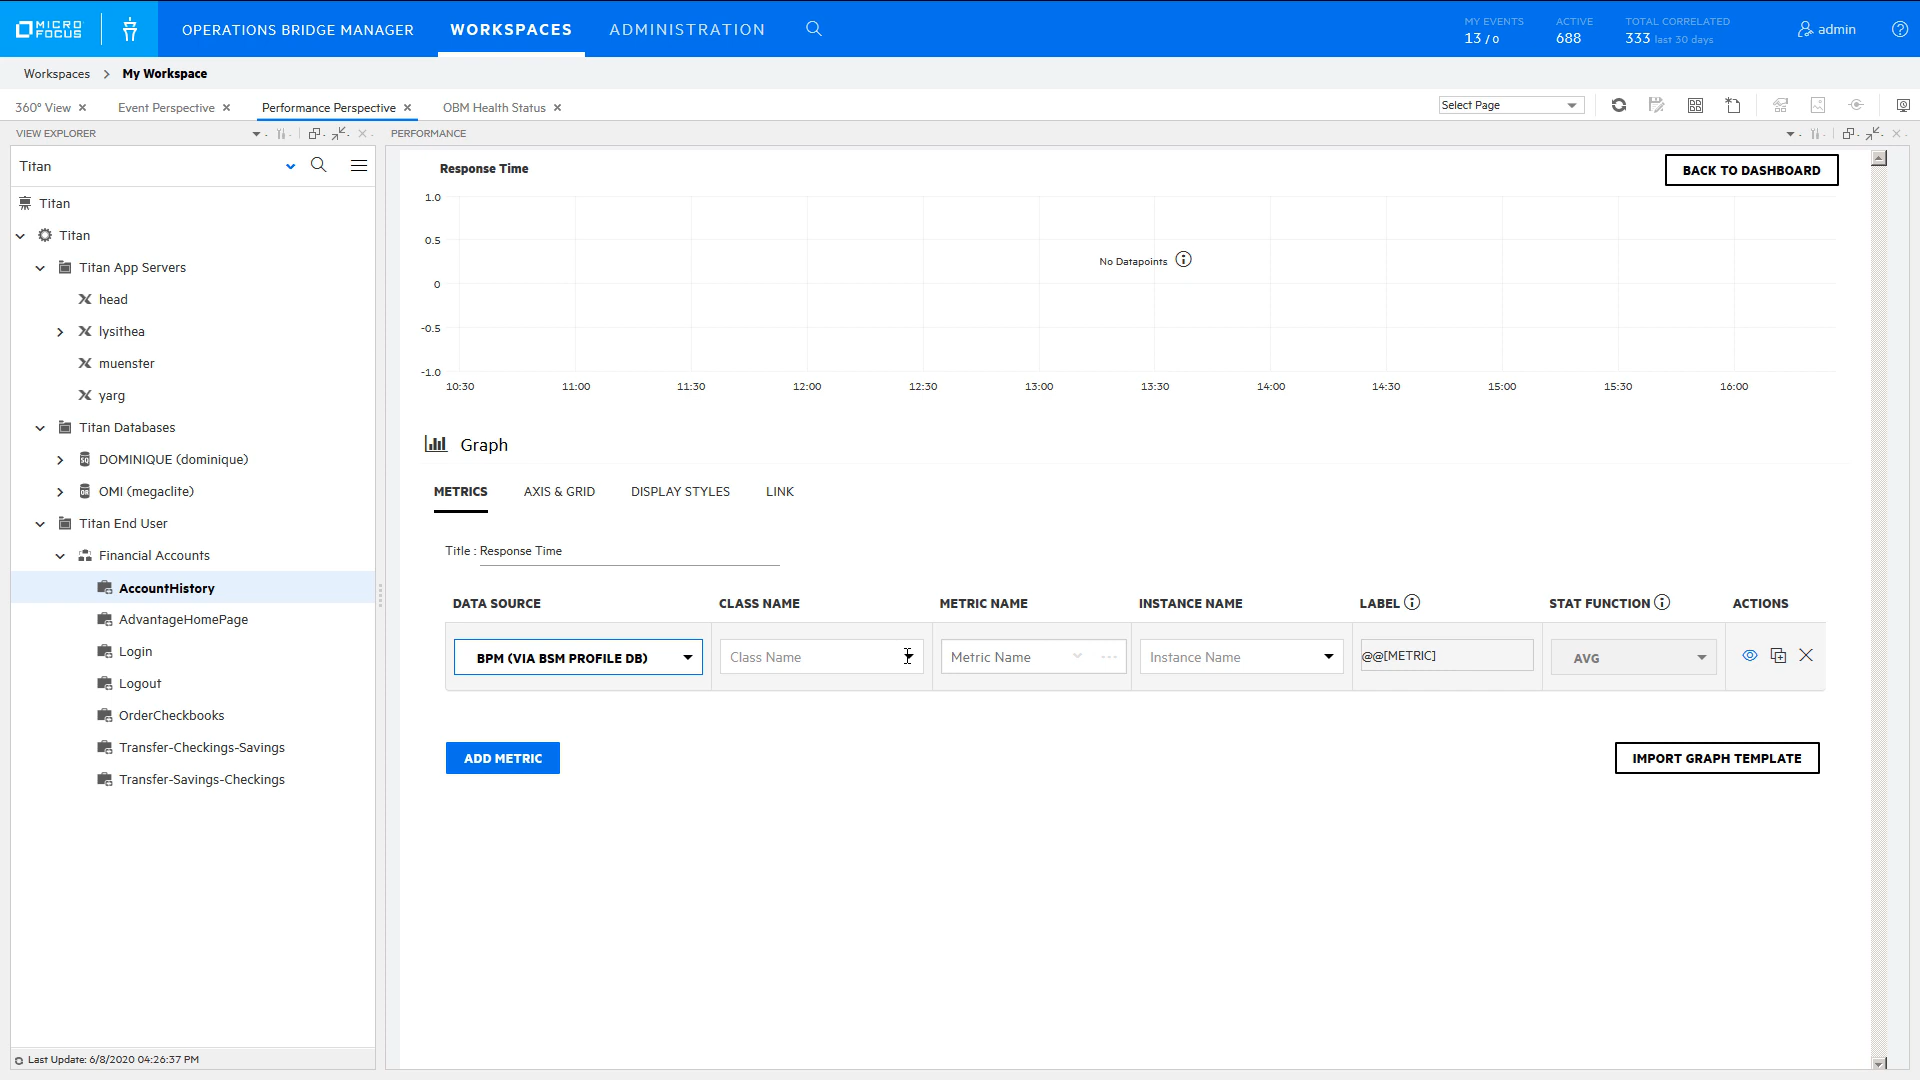 MICRO FOCUS
OPERATIONS BRIDGE MANAGER
WORKSPACES
ADMINISTRATION
MY EVENTS
13 / 0
ACTIVE
688
TOTAL CORRELATED
333 last 30 days
admin
Workspaces > My Workspace
360° View
Event Perspective
Performance Perspective
OBM Health Status
Select Page
VIEW EXPLORER
PERFORMANCE
Titan
Titan
Titan
Titan App Servers
head
lysithea
muenster
yarg
Titan Databases
DOMINIQUE (dominique)
OMI (megaclite)
Titan End User
Financial Accounts
AccountHistory
AdvantageHomePage
Login
Logout
OrderCheckbooks
Transfer-Checkings-Savings
Transfer-Savings-Checkings
Last Update: 6/8/2020 04:26:37 PM
Response Time
BACK TO DASHBOARD
1.0
0.5
0
-0.5
-1.0
No Datapoints
10:30 11:00 11:30 12:00 12:30 13:00 13:30 14:00 14:30 15:00 15:30 16:00
Graph
METRICS
AXIS & GRID
DISPLAY STYLES
LINK
Title : Response Time
DATA SOURCE CLASS NAME METRIC NAME INSTANCE NAME LABEL STAT FUNCTION ACTIONS
BPM (VIA BSM PROFILE DB) Class Name Metric Name Instance Name @@[METRIC] AVG
ADD METRIC
IMPORT GRAPH TEMPLATE